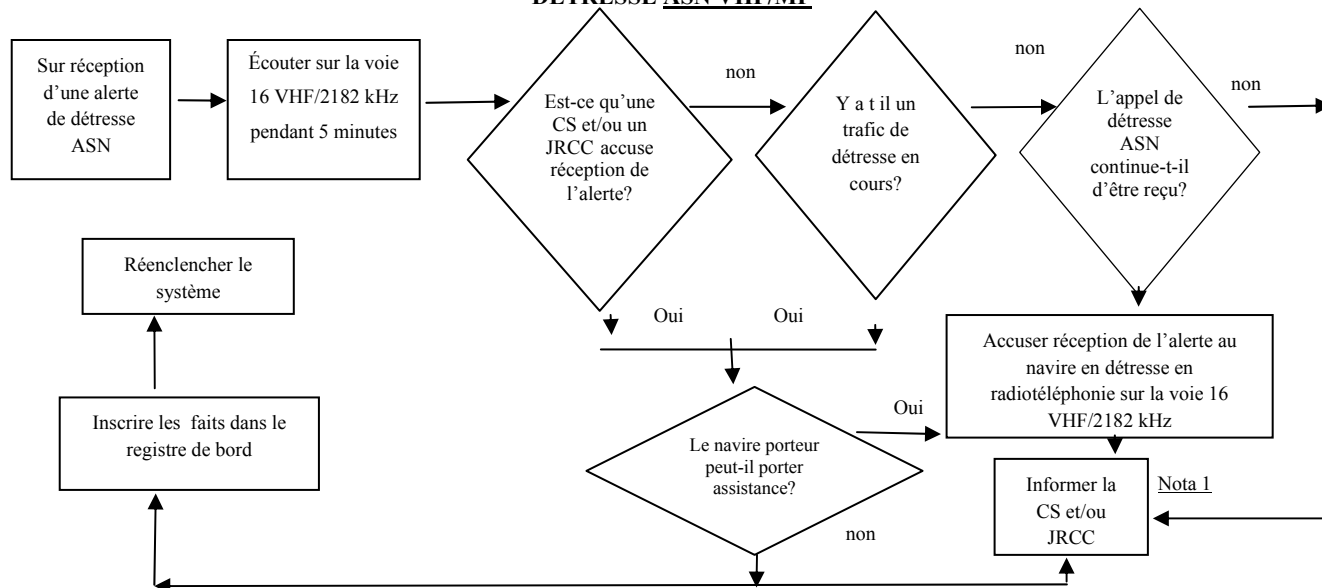 DÉTRESSE ASN VHF/MF
Sur réception
d’une alerte
de détresse
ASN
Écouter sur la voie
16 VHF/2182 kHz
pendant 5 minutes
Est-ce qu’une
CS et/ou un
JRCC accuse
réception de
l’alerte?
non
Y a t il un
trafic de
détresse en
cours?
non
L’appel de
détresse
ASN
continue-t-il
d’être reçu?
non
Réenclencher le
système
Oui
Oui
Accuser réception de l’alerte au
navire en détresse en
radiotéléphonie sur la voie 16
VHF/2182 kHz
Inscrire les faits dans le
registre de bord
Le navire porteur
peut-il porter
assistance?
Oui
non
Informer la
CS et/ou
JRCC
Nota 1